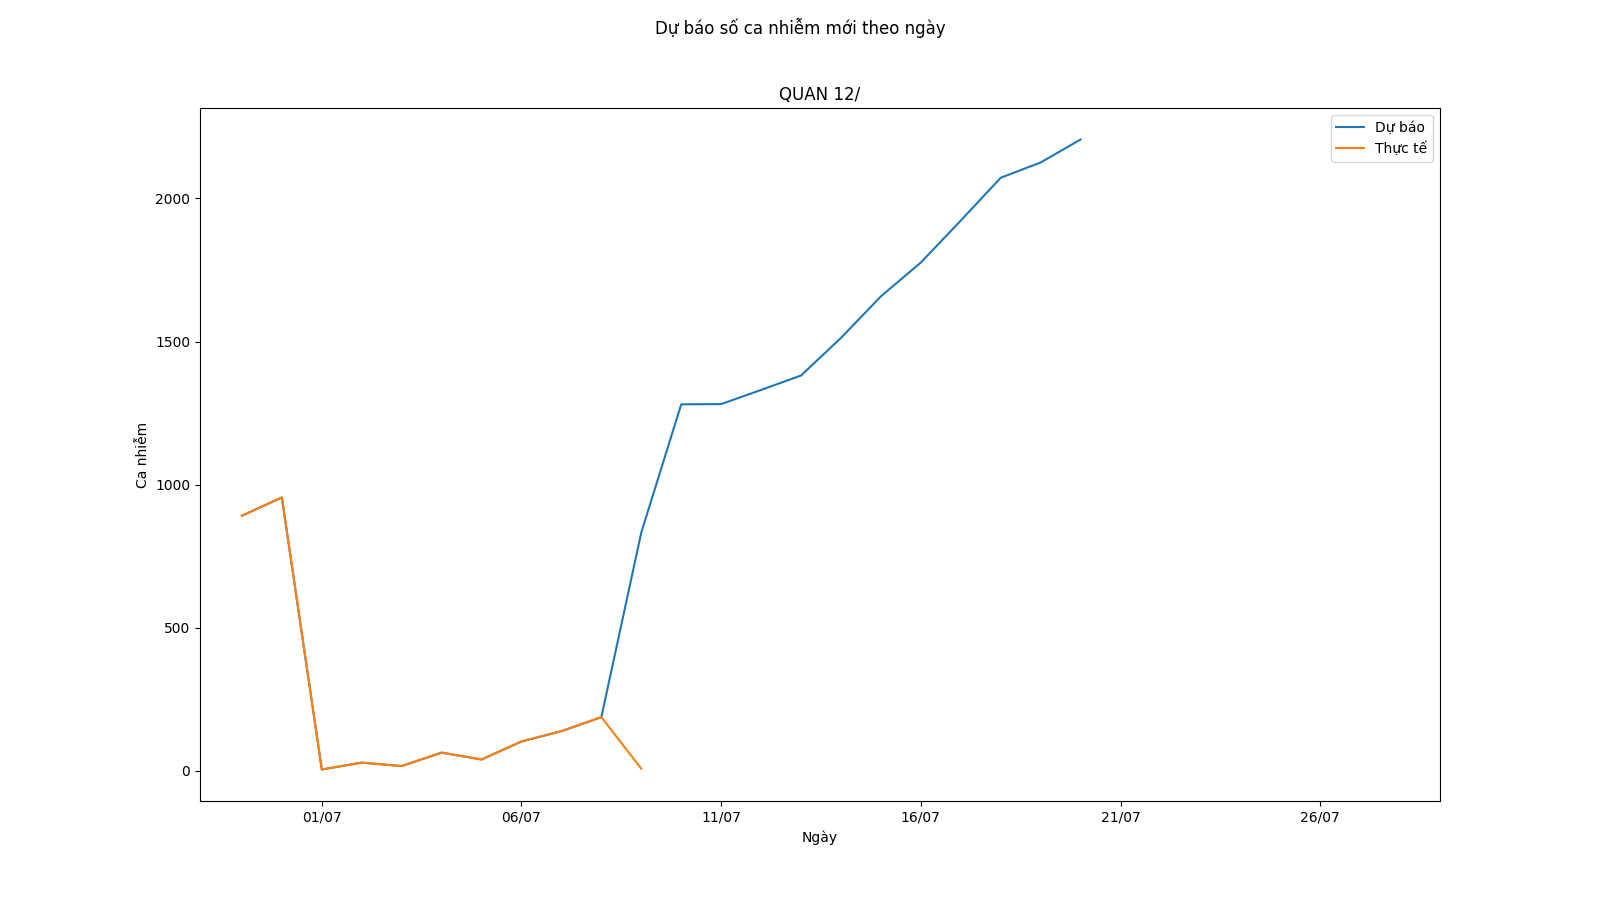 Dự báo số ca nhiễm mới theo ngày
QUAN 12/
Dự báo
Thực tế
2000
1500
1000
500
0
Ca nhiễm
01/07
06/07
11/07
16/07
21/07
26/07
Ngày